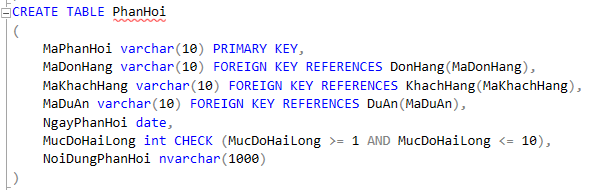 CREATE TABLE PhanHoi
(
MaPhanHoi varchar(10) PRIMARY KEY,
MaDonHang varchar(10) FOREIGN KEY REFERENCES DonHang(MaDonHang),
MaKhachHang varchar(10) FOREIGN KEY REFERENCES KhachHang(MaKhachHang),
MaDuAn varchar(10) FOREIGN KEY REFERENCES DuAn(MaDuAn),
NgayPhanHoi date,
MucDoHaiLong int CHECK (MucDoHaiLong >= 1 AND MucDoHaiLong <= 10),
NoiDungPhanHoi nvarchar(1000)
)